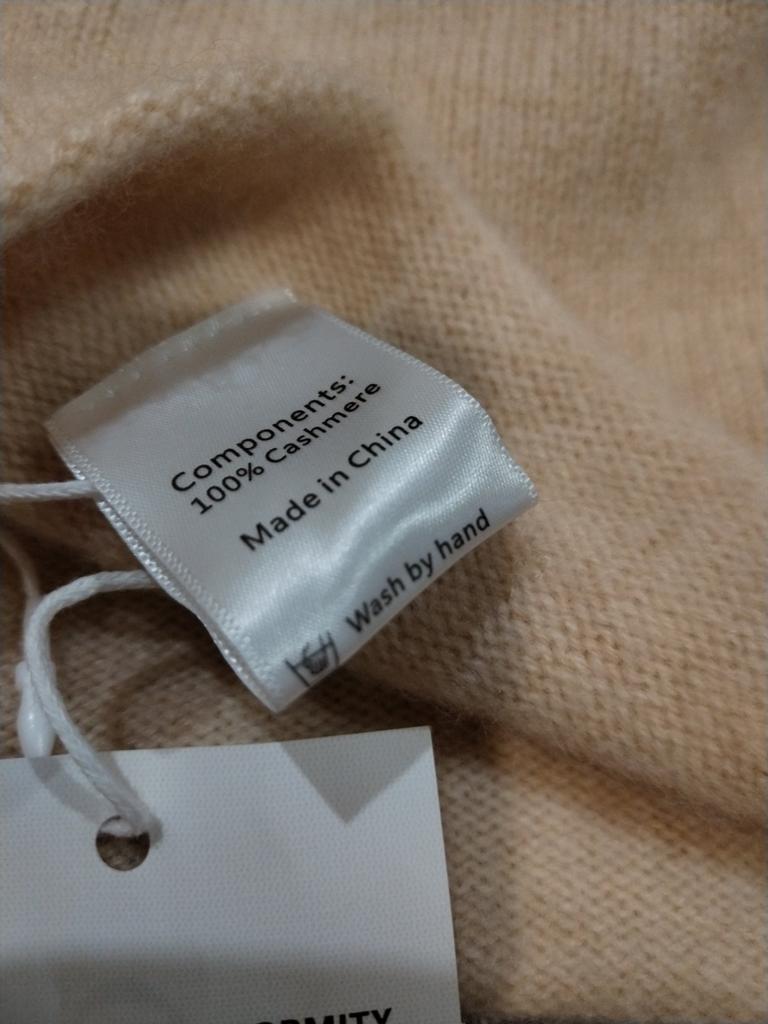 Components:
100% Cashmere
Made in China
Wash by hand